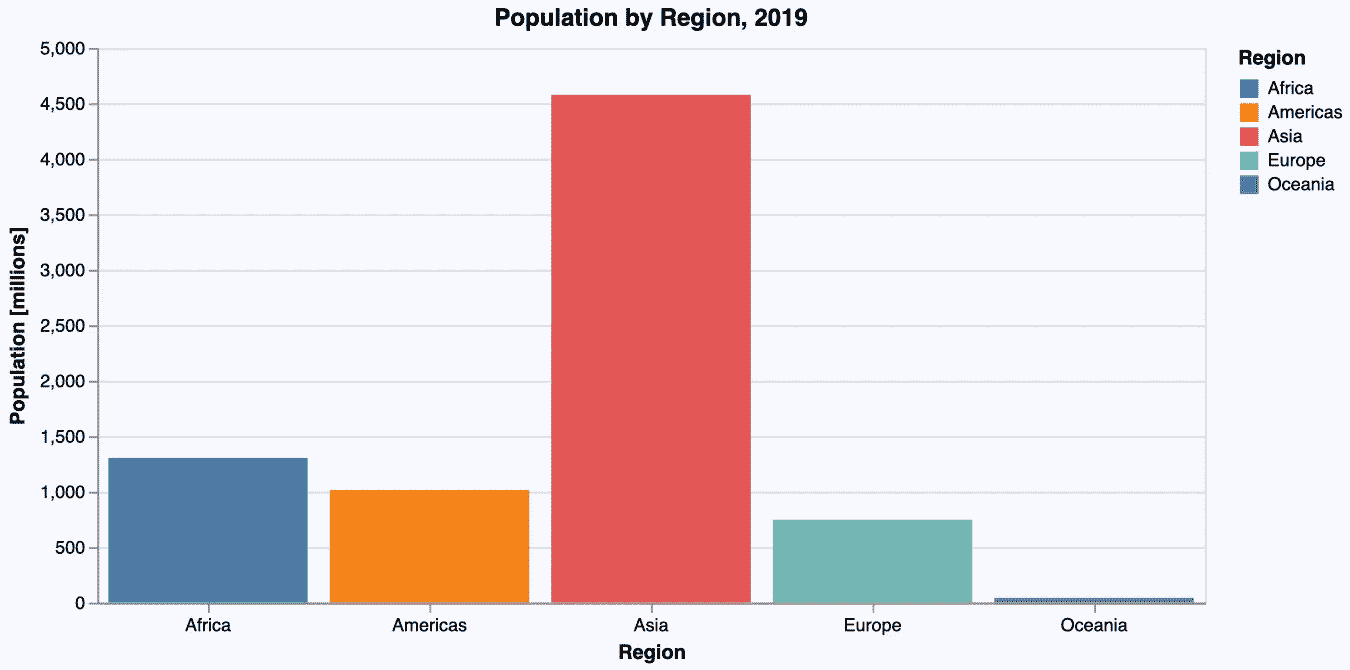 Population by Region, 2019
Population [millions]
5,000
4,500
4,000
3,500
3,000
2,500
2,000
1,500
1,000
500
0
Africa Americas Asia Europe Oceania
Region
Region
Africa
Americas
Asia
Europe
Oceania